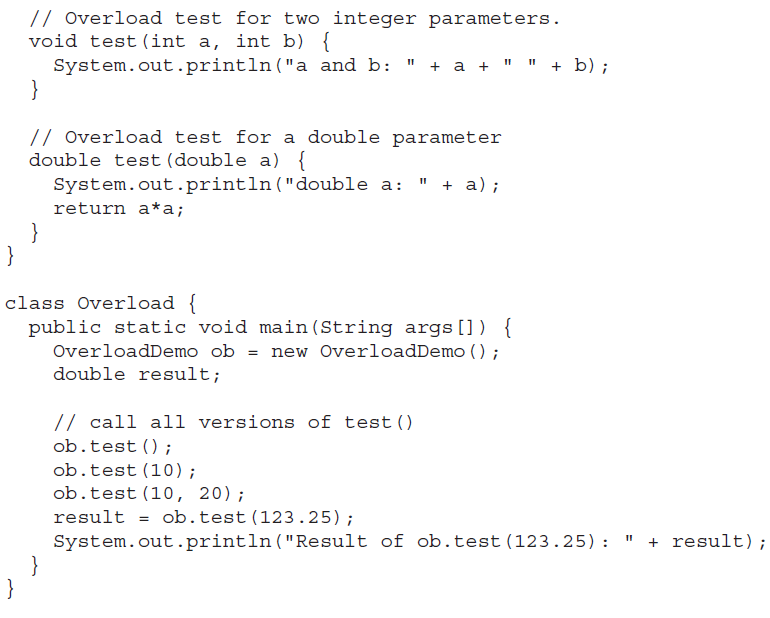 // Overload test for two integer parameters.
void test(int a, int b) {
System.out.println("a and b: " + a + " " + b);
}
// Overload test for a double parameter
double test(double a) {
System.out.println("double a: " + a);
return a*a;
}
}
class Overload {
public static void main(String args[]) {
OverloadDemo ob = new OverloadDemo();
double result;
// call all versions of test()
ob.test();
ob.test(10);
ob.test(10, 20);
result = ob.test(123.25);
System.out.println("Result of ob.test(123.25): " + result);
}
}